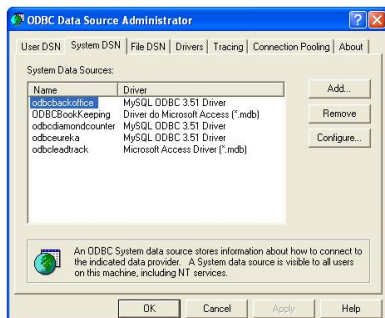 ODBC Data Source Administrator
User DSN System DSN File DSN Drivers Tracing Connection Pooling About
System Data Sources:
Name Driver
odbcbackoffice MySQL ODBC 3.51 Driver
ODBCBookKeeping Driver do Microsoft Access (*.mdb)
odbcdiamondcounter MySQL ODBC 3.51 Driver
odbceureka MySQL ODBC 3.51 Driver
odbcleadtrack Microsoft Access Driver (*.mdb)
Add...
Remove
Configure...
An ODBC System data source stores information about how to connect to
the indicated data provider. A System data source is visible to all users
on this machine, including NT services.
OK Cancel Apply Help